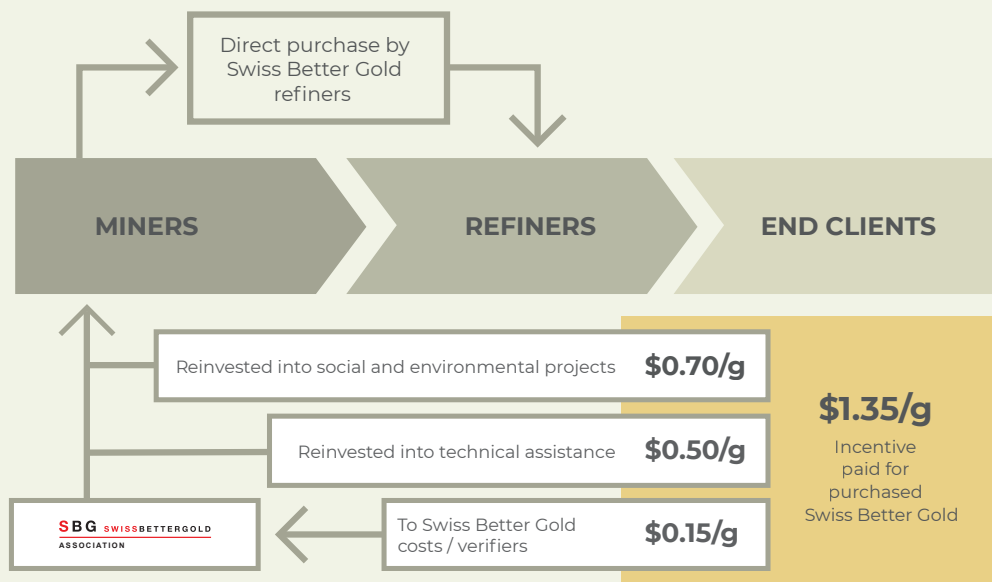 Direct purchase by
Swiss Better Gold
refiners
MINERS
REFINERS
END CLIENTS
Reinvested into social and environmental projects
$0.70/g
Reinvested into technical assistance
$0.50/g
To Swiss Better Gold
costs / verifiers
$0.15/g
$1.35/g
Incentive
paid for
purchased
Swiss Better Gold
SBG SWISSBETTERGOLD
ASSOCIATION